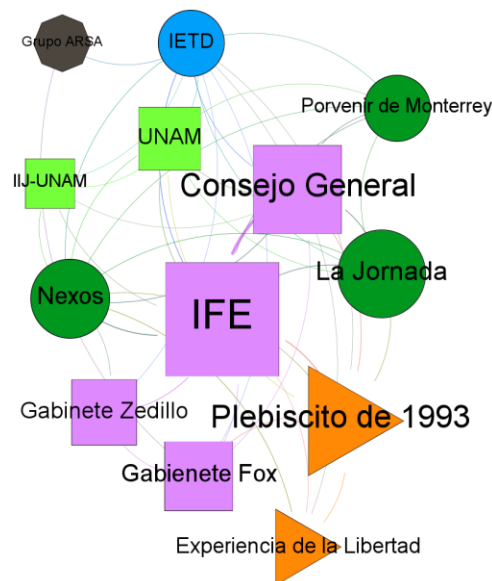 Grupo ARSA
IETD
Porvenir de Monterrey
UNAM
IIJ-UNAM
Consejo General
La Jornada
Nexos
IFE
Gabinete Zedillo
Plebiscito de 1993
Gabienete Fox
Experiencia de la Libertad